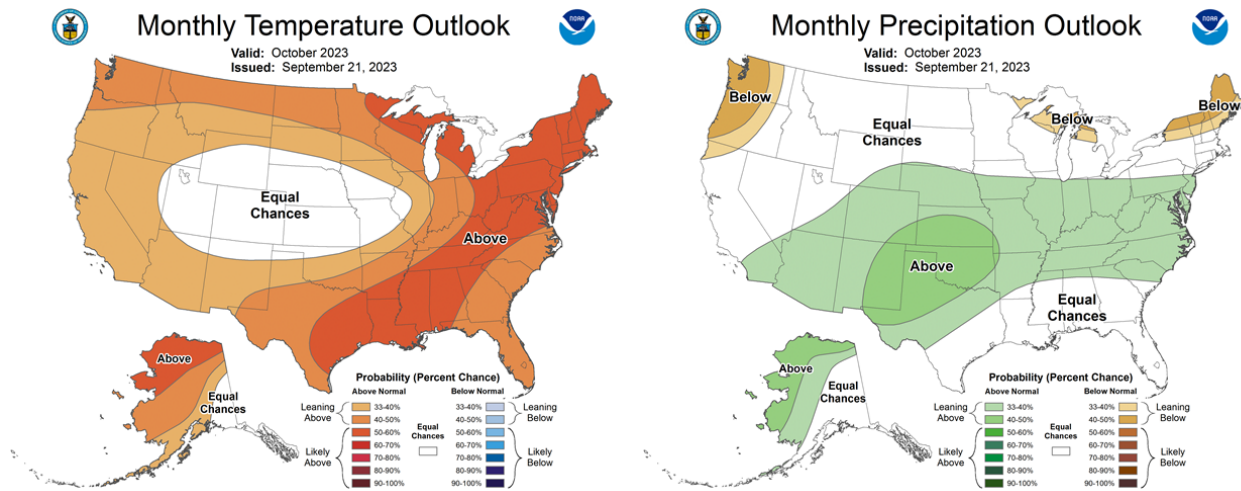 Monthly Temperature Outlook
Valid: October 2023
Issued: September 21, 2023
NOAA
Equal
Chances
Above
Above
Equal
Chances
Probability (Percent Chance)
Above Normal
Below Normal
Leaning
Above
33-40%
40-50%
Likely
Above
50-60%
60-70%
70-80%
80-90%
90-100%
Equal
Chances
33-40%
40-50%
Leaning
Below
50-60%
60-70%
70-80%
80-90%
90-100%
Likely
Below
Monthly Precipitation Outlook
Valid: October 2023
Issued: September 21, 2023
NOAA
Below
Equal
Chances
Below
Below
Above
Equal
Chances
Above
Equal
Chances
Probability (Percent Chance)
Above Normal
Below Normal
Leaning
Above
33-40%
40-50%
Likely
Above
50-60%
60-70%
70-80%
80-90%
90-100%
Equal
Chances
33-40%
40-50%
Leaning
Below
50-60%
60-70%
70-80%
80-90%
90-100%
Likely
Below